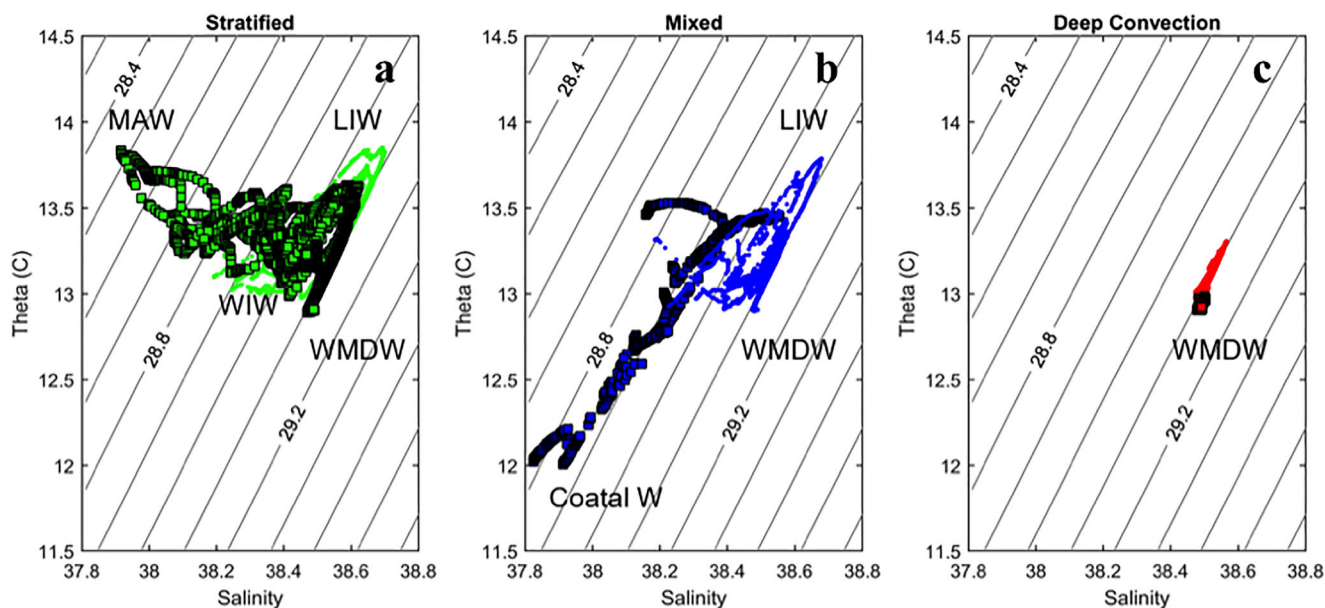 Stratified
14.5
14
13.5
13
12.5
12
11.5
37.8 38 38.2 38.4 38.6 38.8
Theta (C)
Salinity
a
28.4
MAW
LIW
WIW
WMDW
28.8
29.2
Mixed
14.5
14
13.5
13
12.5
12
11.5
37.8 38 38.2 38.4 38.6 38.8
Theta (C)
Salinity
b
28.4
LIW
28.8
WMDW
29.2
Coatal W
Deep Convection
14.5
14
13.5
13
12.5
12
11.5
37.8 38 38.2 38.4 38.6 38.8
Theta (C)
Salinity
c
28.4
28.8
WMDW
29.2